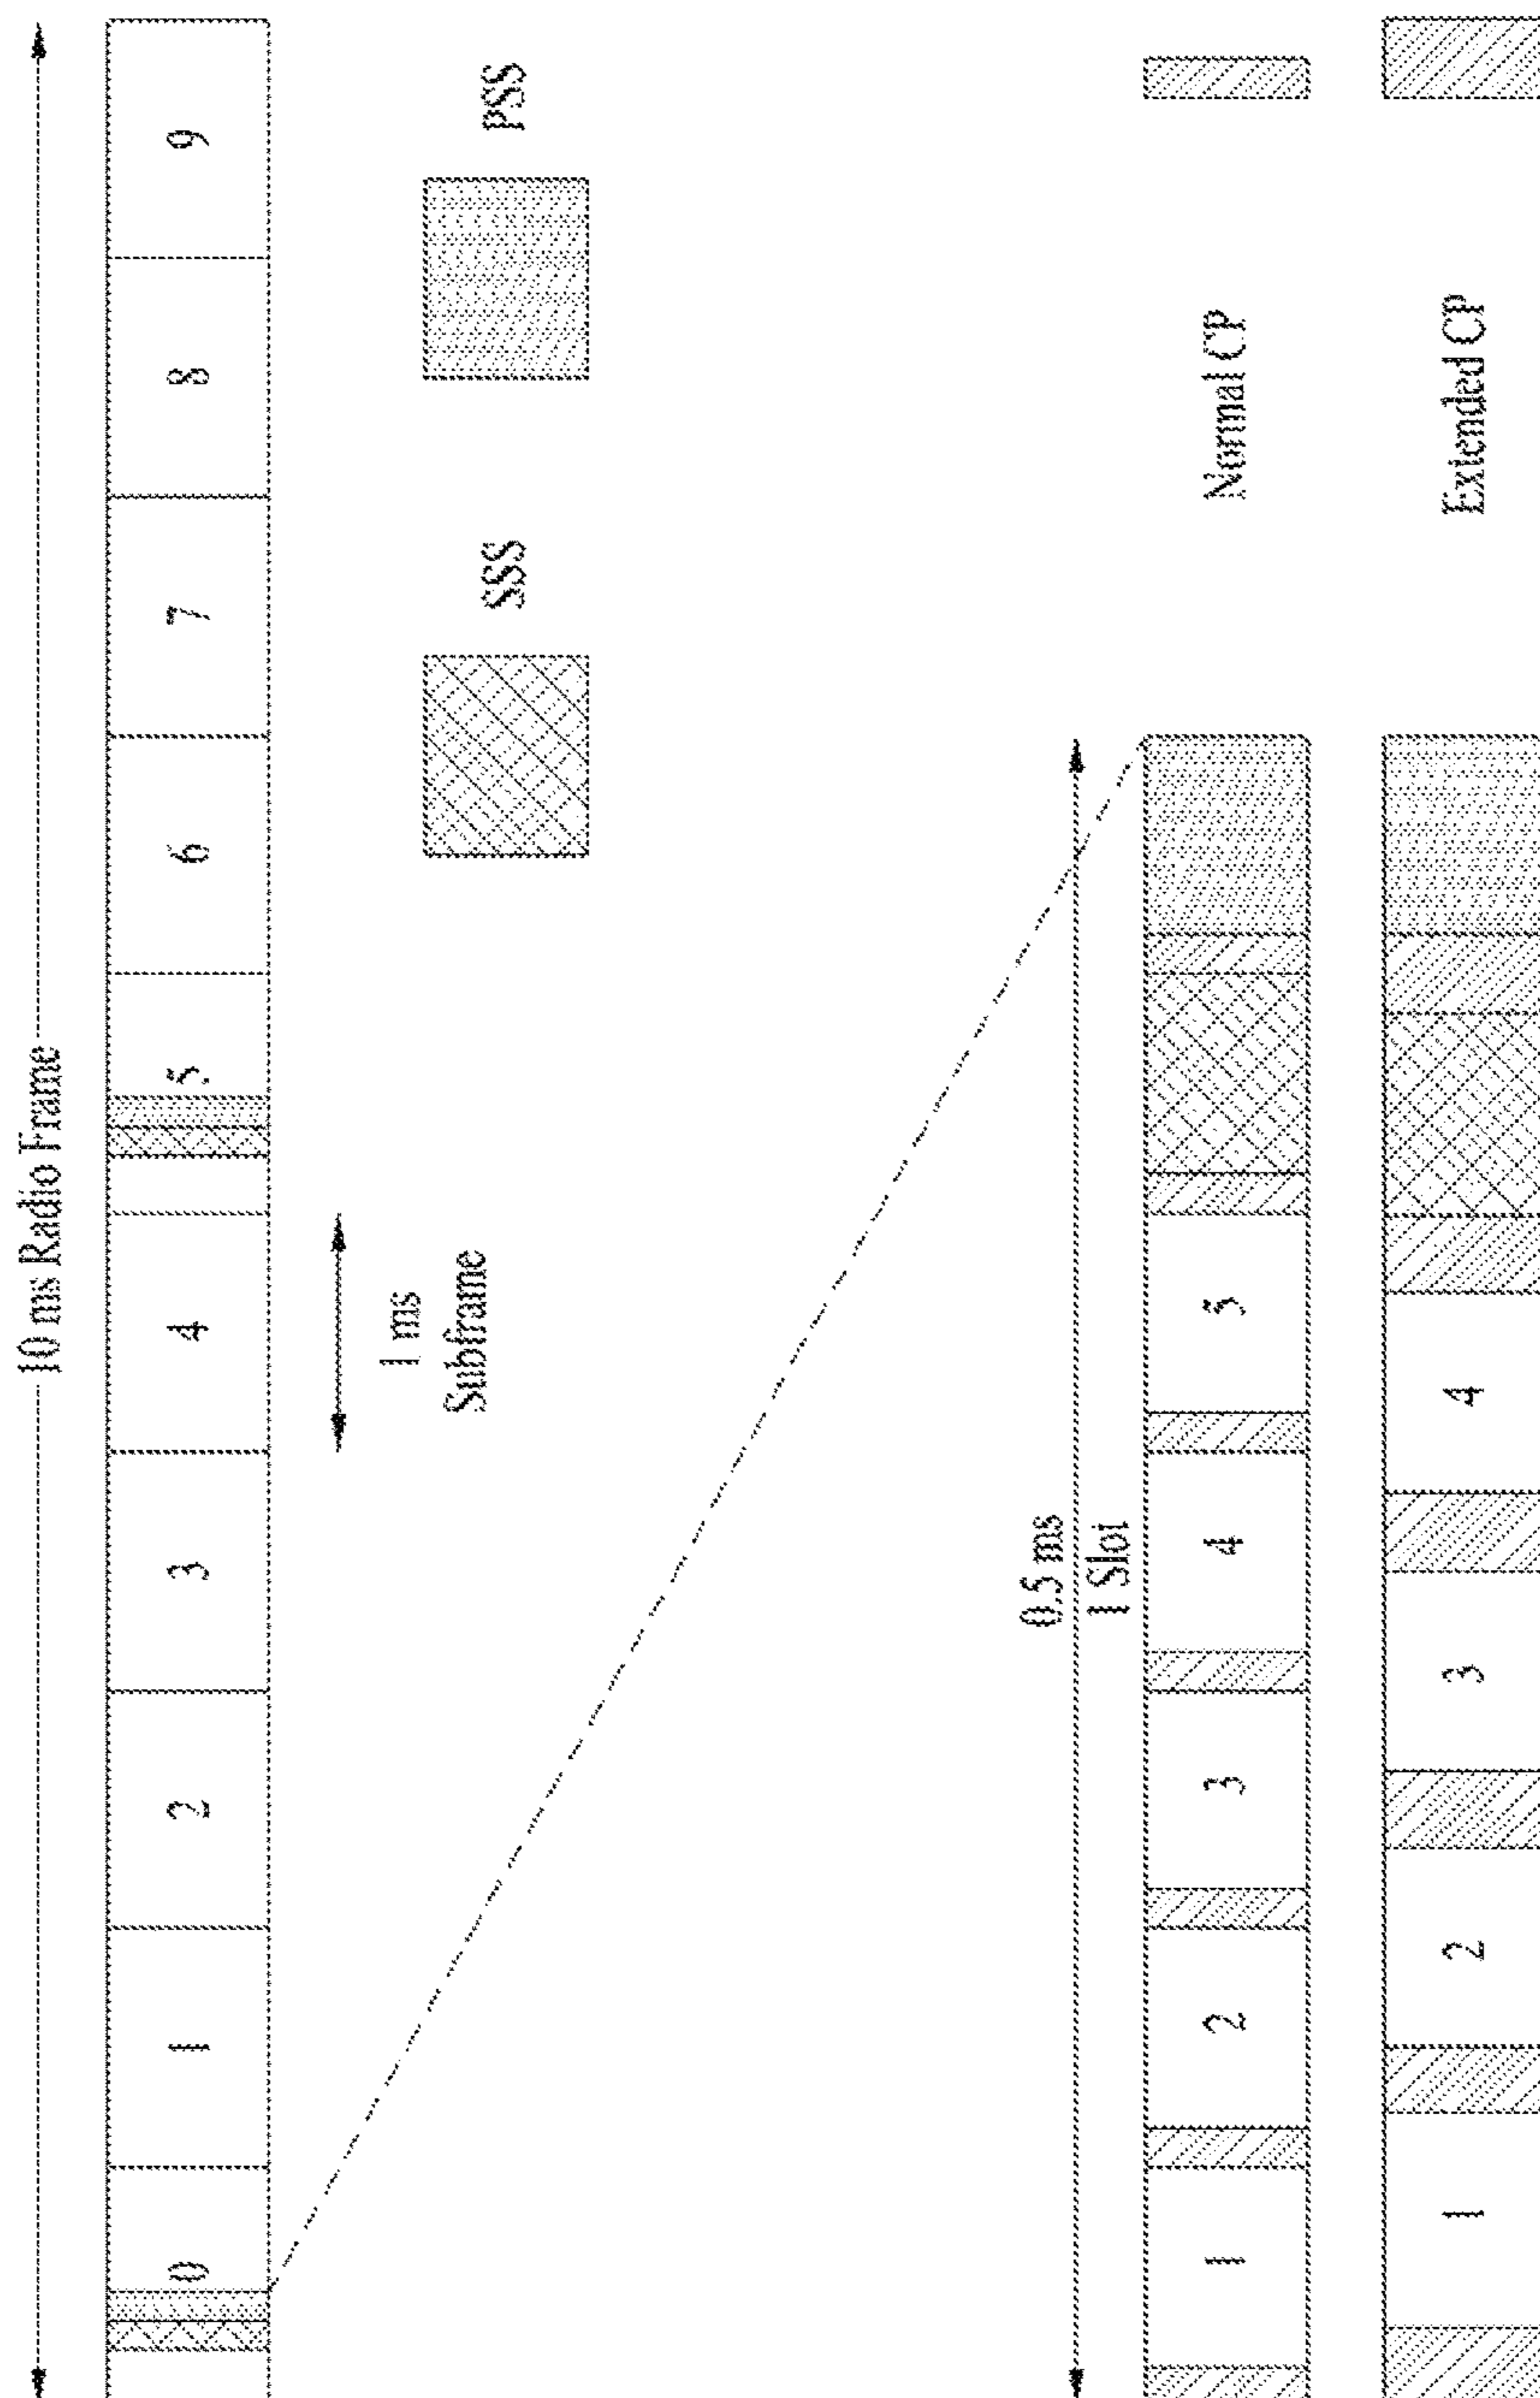 10 ms Radio Frame
0 1 2 3 4 5 6 7 8 9
1 ms
Subframe
SSS
PSS
0.5 ms
1 Slot
1 2 3 4 5
Normal CP
1 2 3 4
Extended CP